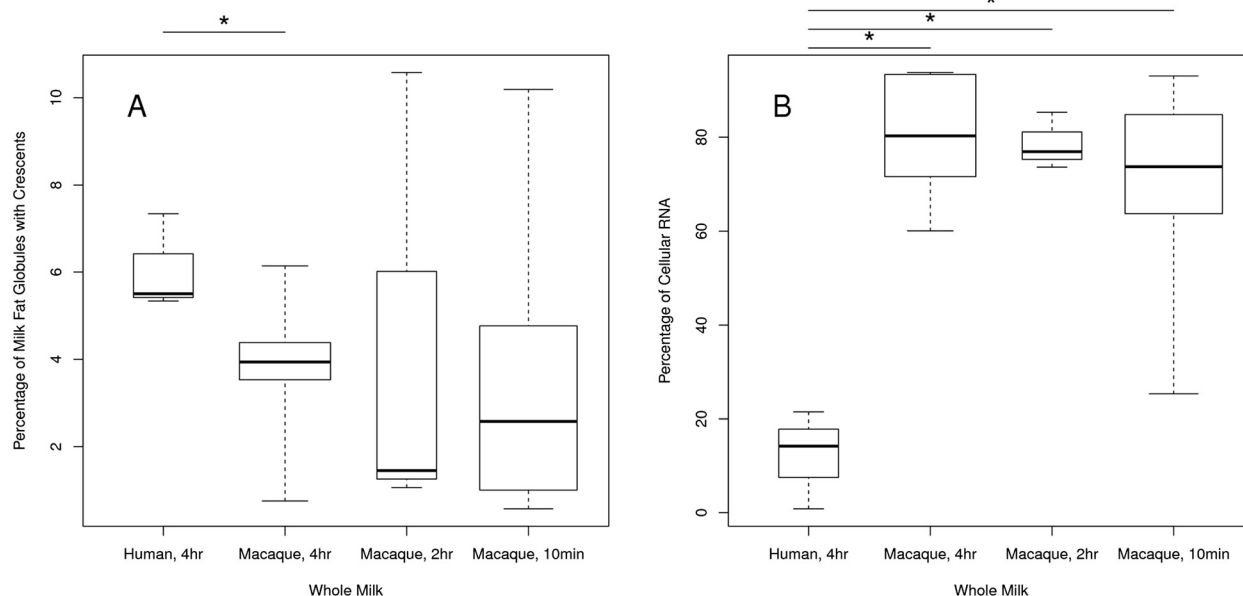 *
A
Percentage of Milk Fat Globules with Crescents
10
8
6
4
2
Human, 4hr
Macaque, 4hr
Macaque, 2hr
Macaque, 10min
Whole Milk
*
*
*
B
Percentage of Cellular RNA
80
60
40
20
0
Human, 4hr
Macaque, 4hr
Macaque, 2hr
Macaque, 10min
Whole Milk